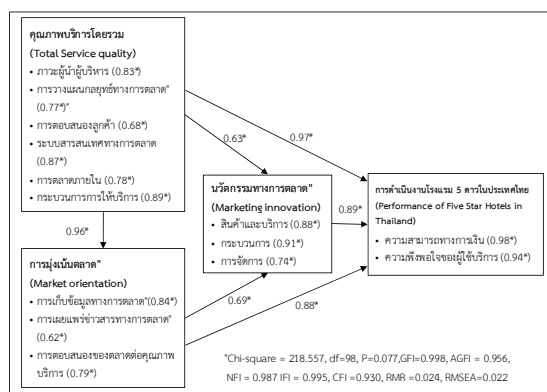 คุณภาพบริการโดยรวม
(Total Service quality)
• ภาวะผู้นำผู้บริหาร (0.83*)
• การวางแผนกลยุทธ์ทางการตลาด"
(0.77*)"
• การตอบสนองลูกค้า (0.68*)
• ระบบสารสนเทศทางการตลาด
(0.87*)
• การตลาดภายใน (0.78*)
• กระบวนการการให้บริการ (0.89*)
0.97*
0.63*
0.96*
นวัตกรรมทางการตลาด"
(Marketing innovation)
• สินค้าและบริการ (0.88*)
• กระบวนการ (0.91*)
• การจัดการ (0.74*)
0.89*
การดำเนินงานโรงแรม 5 ดาวในประเทศไทย
(Performance of Five Star Hotels in
Thailand)
• ความสามารถทางการเงิน (0.98*)
• ความพึงพอใจของผู้ใช้บริการ (0.94*)
การมุ่งเน้นตลาด"
(Market orientation)
• การเก็บข้อมูลทางการตลาด"(0.84*)
• การเผยแพร่ข่าวสารทางการตลาด"
(0.62*)
• การตอบสนองของตลาดต่อคุณภาพ
บริการ (0.79*)
0.69*
0.88*
"Chi-square = 218.557, df=98, P=0.077,GFI=0.998, AGFI = 0.956,
NFI = 0.987 IFI = 0.995, CFI =0.930, RMR =0.024, RMSEA=0.022